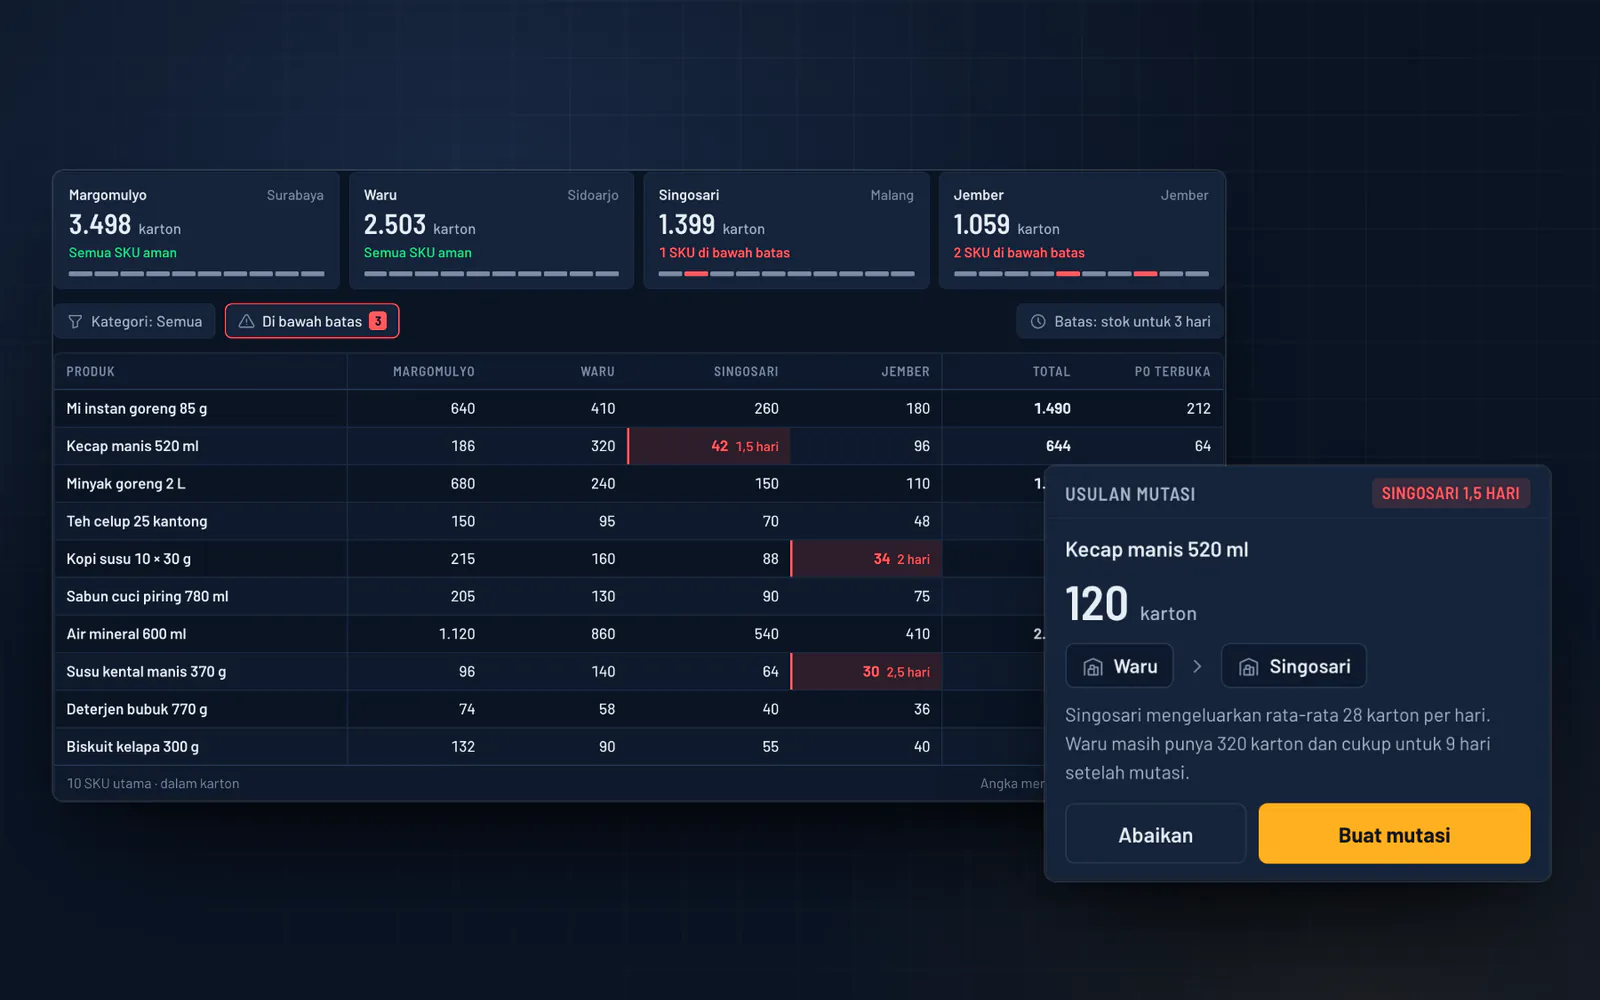 Margomulyo Surabaya
3.498 karton
Semua SKU aman
Waru Sidoarjo
2.503 karton
Semua SKU aman
Singosari Malang
1.399 karton
1 SKU di bawah batas
Jember Jember
1.059 karton
2 SKU di bawah batas
Kategori: Semua
Di bawah batas 3
Batas: stok untuk 3 hari
PRODUK MARGOMULYO WARU SINGOSARI JEMBER TOTAL PO TERBUKA
Mi instan goreng 85 g 640 410 260 180 1.490 212
Kecap manis 520 ml 186 320 42 1,5 hari 96 644 64
Minyak goreng 2 L 680 240 150 110 1.
Teh celup 25 kantong 150 95 70 48
Kopi susu 10 × 30 g 215 160 88 34 2 hari
Sabun cuci piring 780 ml 205 130 90 75
Air mineral 600 ml 1.120 860 540 410 2.
Susu kental manis 370 g 96 140 64 30 2,5 hari
Deterjen bubuk 770 g 74 58 40 36
Biskuit kelapa 300 g 132 90 55 40
10 SKU utama · dalam karton Angka
USULAN MUTASI SINGOSARI 1,5 HARI
Kecap manis 520 ml
120 karton
Waru > Singosari
Singosari mengeluarkan rata-rata 28 karton per hari.
Waru masih punya 320 karton dan cukup untuk 9 hari
setelah mutasi.
Abaikan Buat mutasi